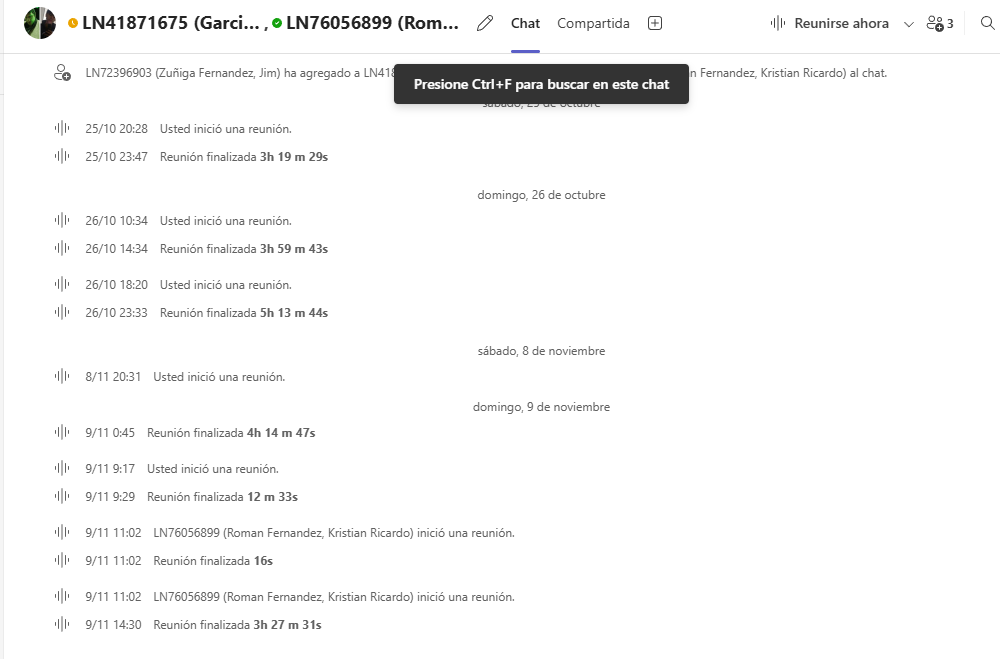 LN41871675 (Garci... , LN76056899 (Rom... Chat Compartida Reunirse ahora 3
LN72396903 (Zuñiga Fernandez, Jim) ha agregado a LN418 n Fernandez, Kristian Ricardo) al chat.
Presione Ctrl+F para buscar en este chat
sábado, 25 de octubre
25/10 20:28 Usted inició una reunión.
25/10 23:47 Reunión finalizada 3h 19 m 29s
domingo, 26 de octubre
26/10 10:34 Usted inició una reunión.
26/10 14:34 Reunión finalizada 3h 59 m 43s
26/10 18:20 Usted inició una reunión.
26/10 23:33 Reunión finalizada 5h 13 m 44s
sábado, 8 de noviembre
8/11 20:31 Usted inició una reunión.
domingo, 9 de noviembre
9/11 0:45 Reunión finalizada 4h 14 m 47s
9/11 9:17 Usted inició una reunión.
9/11 9:29 Reunión finalizada 12 m 33s
9/11 11:02 LN76056899 (Roman Fernandez, Kristian Ricardo) inició una reunión.
9/11 11:02 Reunión finalizada 16s
9/11 11:02 LN76056899 (Roman Fernandez, Kristian Ricardo) inició una reunión.
9/11 14:30 Reunión finalizada 3h 27 m 31s